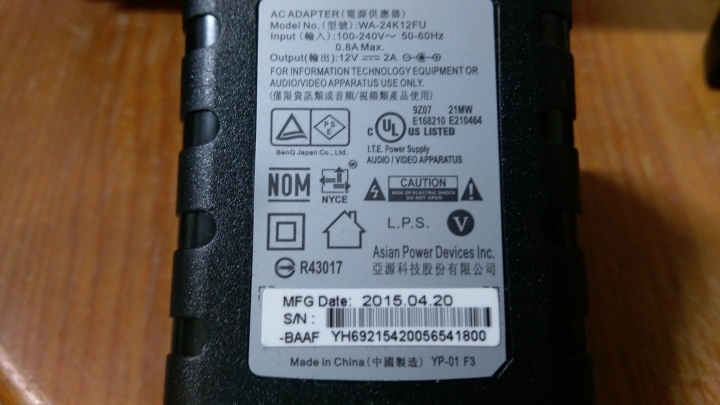 AC ADAPTER(電源供應器)
Model No.(型號):WA-24K12FU
Input (輸入):100-240V～ 50-60Hz
0.8A Max.
Output(輸出):12V ⎓ 2A
FOR INFORMATION TECHNOLOGY EQUIPMENT OR
AUDIO/VIDEO APPARATUS USE ONLY.
(僅限資訊類或音頻/視頻類產品使用)
PSE
BenQ Japan Co., Ltd.
9Z07 21MW
E168210 E210464
c UL US LISTED
I.T.E. Power Supply
AUDIO / VIDEO APPARATUS
NOM
NYCE
CAUTION
RISK OF ELECTRIC SHOCK
DO NOT OPEN
L.P.S. V
R43017
Asian Power Devices Inc.
亞源科技股份有限公司
MFG Date: 2015.04.20
S/N :
-BAAF YH69215420056541800
Made in China(中國製造) YP-01 F3